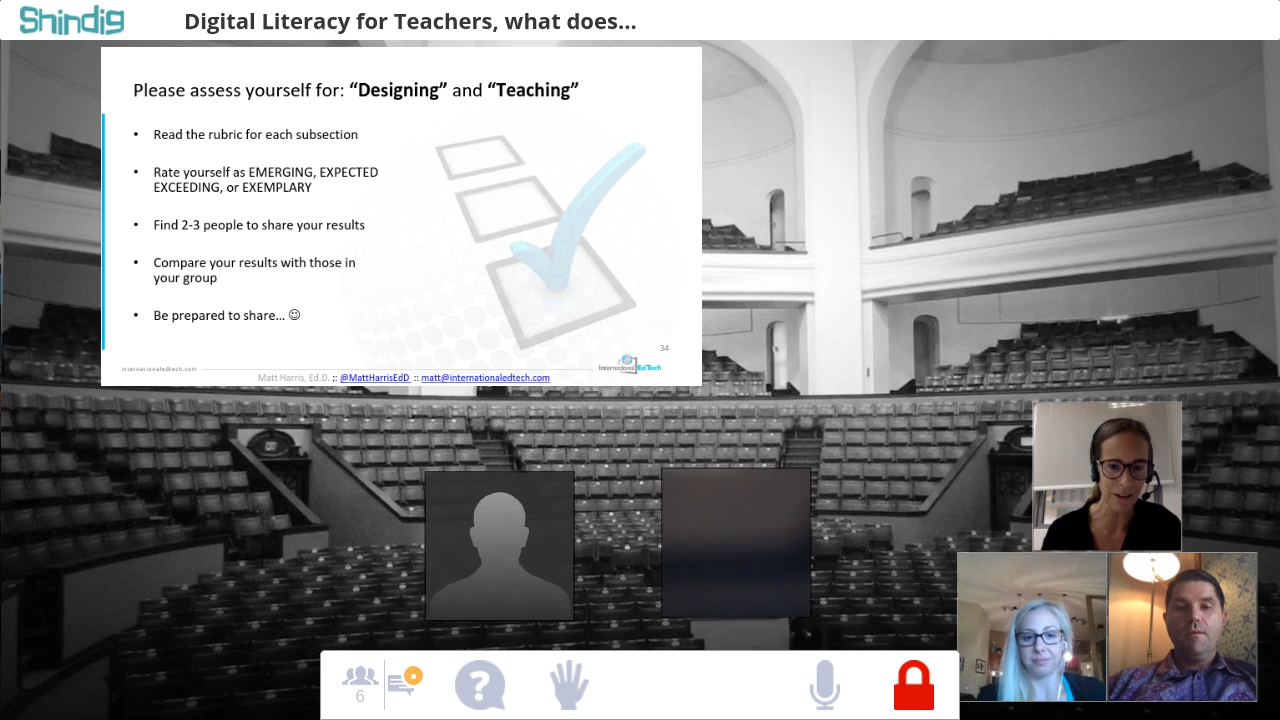 Shindig
Digital Literacy for Teachers, what does...
Please assess yourself for: “Designing” and “Teaching”
• Read the rubric for each subsection
• Rate yourself as EMERGING, EXPECTED
EXCEEDING, or EXEMPLARY
• Find 2-3 people to share your results
• Compare your results with those in
your group
• Be prepared to share... ☺
34
internationaledtech.com
International EdTech
Matt Harris, Ed.D. :: @MattHarrisEdD :: matt@internationaledtech.com
6
?